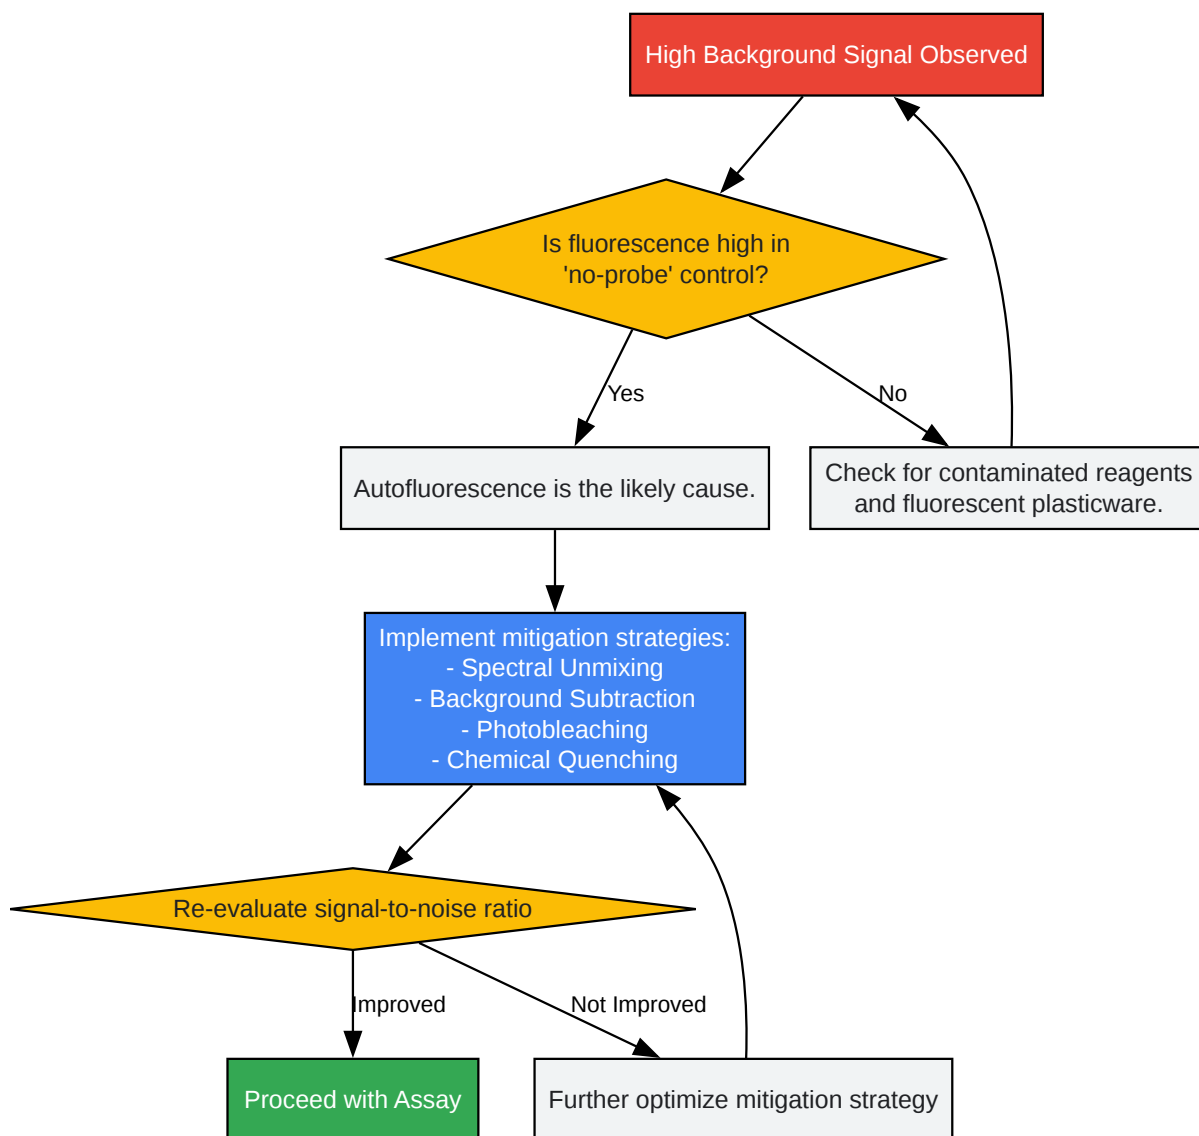 High Background Signal Observed
Is fluorescence high in
'no-probe' control?
Yes
No
Autofluorescence is the likely cause.
Check for contaminated reagents
and fluorescent plasticware.
Implement mitigation strategies:
- Spectral Unmixing
- Background Subtraction
- Photobleaching
- Chemical Quenching
Re-evaluate signal-to-noise ratio
Improved
Not Improved
Proceed with Assay
Further optimize mitigation strategy